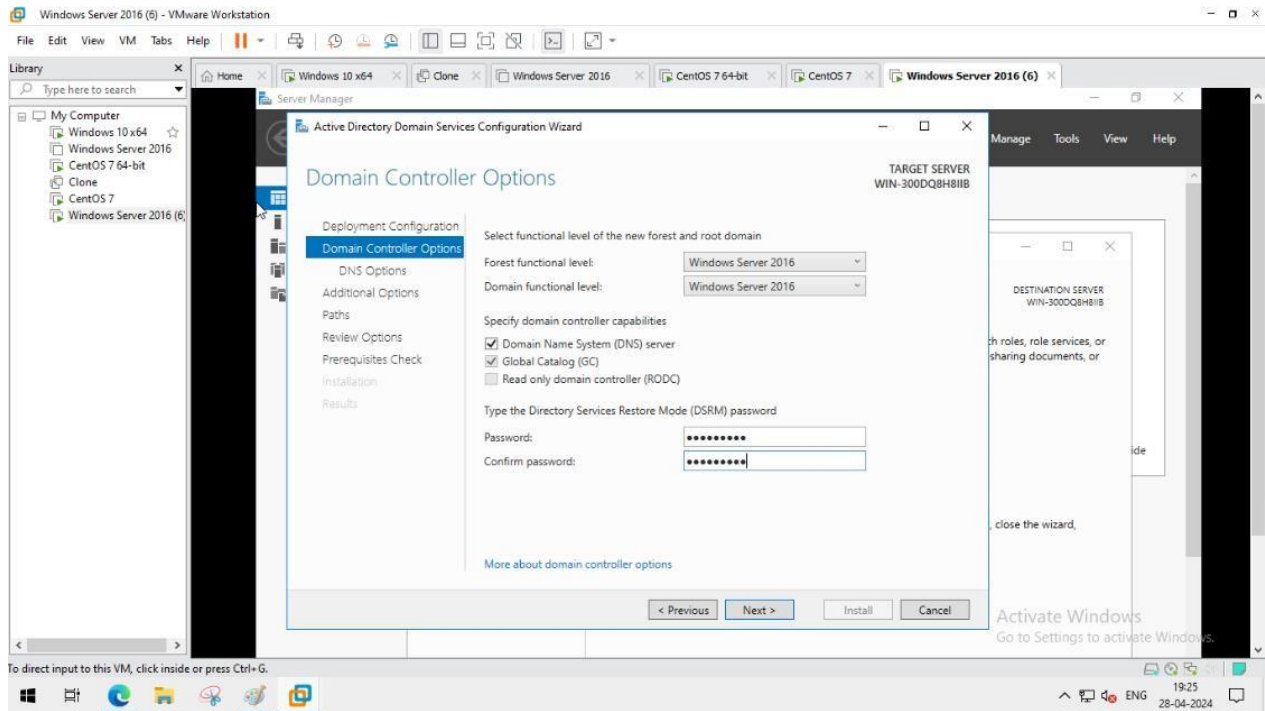 Windows Server 2016 (6) - VMware Workstation
File Edit View VM Tabs Help
Library
Type here to search
My Computer
Windows 10 x64
Windows Server 2016
CentOS 7 64-bit
Clone
CentOS 7
Windows Server 2016 (6)
Home
Windows 10 x64
Clone
Windows Server 2016
CentOS 7 64-bit
CentOS 7
Windows Server 2016 (6)
Server Manager
Manage Tools View Help
Active Directory Domain Services Configuration Wizard
Domain Controller Options
TARGET SERVER
WIN-300DQ8H8IIB
Deployment Configuration
Domain Controller Options
DNS Options
Additional Options
Paths
Review Options
Prerequisites Check
Installation
Results
Select functional level of the new forest and root domain
Forest functional level: Windows Server 2016
Domain functional level: Windows Server 2016
Specify domain controller capabilities
Domain Name System (DNS) server
Global Catalog (GC)
Read only domain controller (RODC)
Type the Directory Services Restore Mode (DSRM) password
Password: •••••••••
Confirm password: •••••••••
More about domain controller options
< Previous Next > Install Cancel
DESTINATION SERVER
WIN-300DQ8H8IIB
ch roles, role services, or
sharing documents, or
ide
, close the wizard,
Activate Windows
Go to Settings to activate Windows.
To direct input to this VM, click inside or press Ctrl+G.
ENG
19:25
28-04-2024